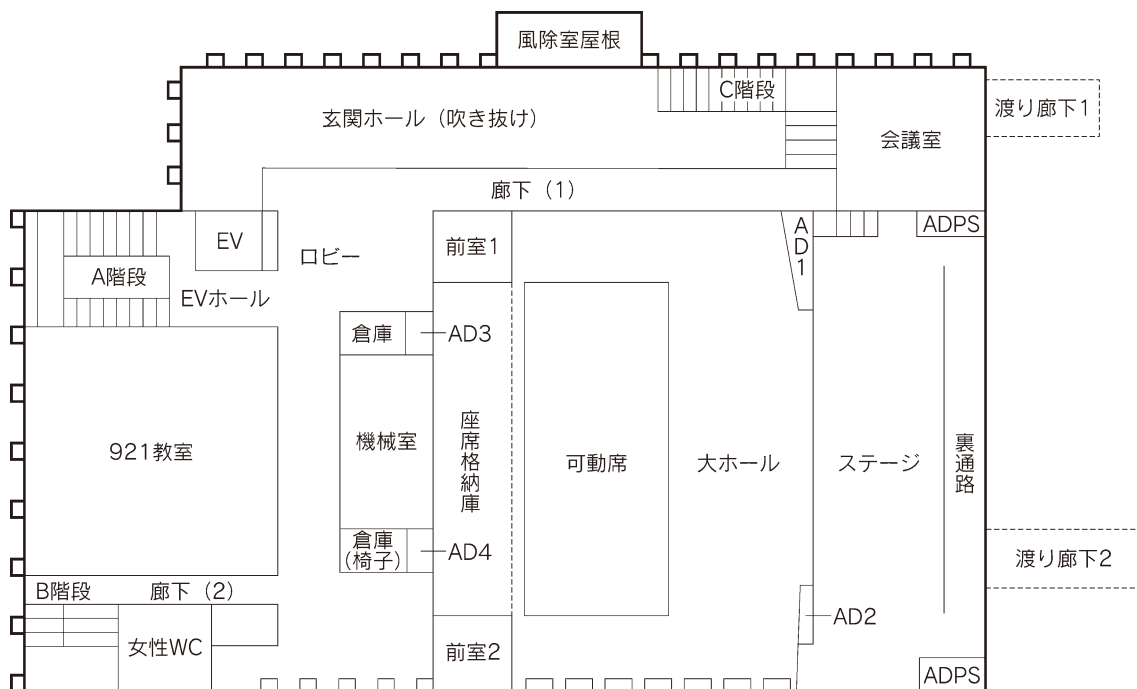 風除室屋根
C階段
渡り廊下1
玄関ホール（吹き抜け）
会議室
廊下（1）
EV
ロビー
前室1
AD1
ADPS
A階段
EVホール
倉庫
AD3
921教室
機械室
座席格納庫
可動席
大ホール
ステージ
裏通路
倉庫
（椅子）
AD4
渡り廊下2
B階段
廊下（2）
AD2
女性WC
前室2
ADPS